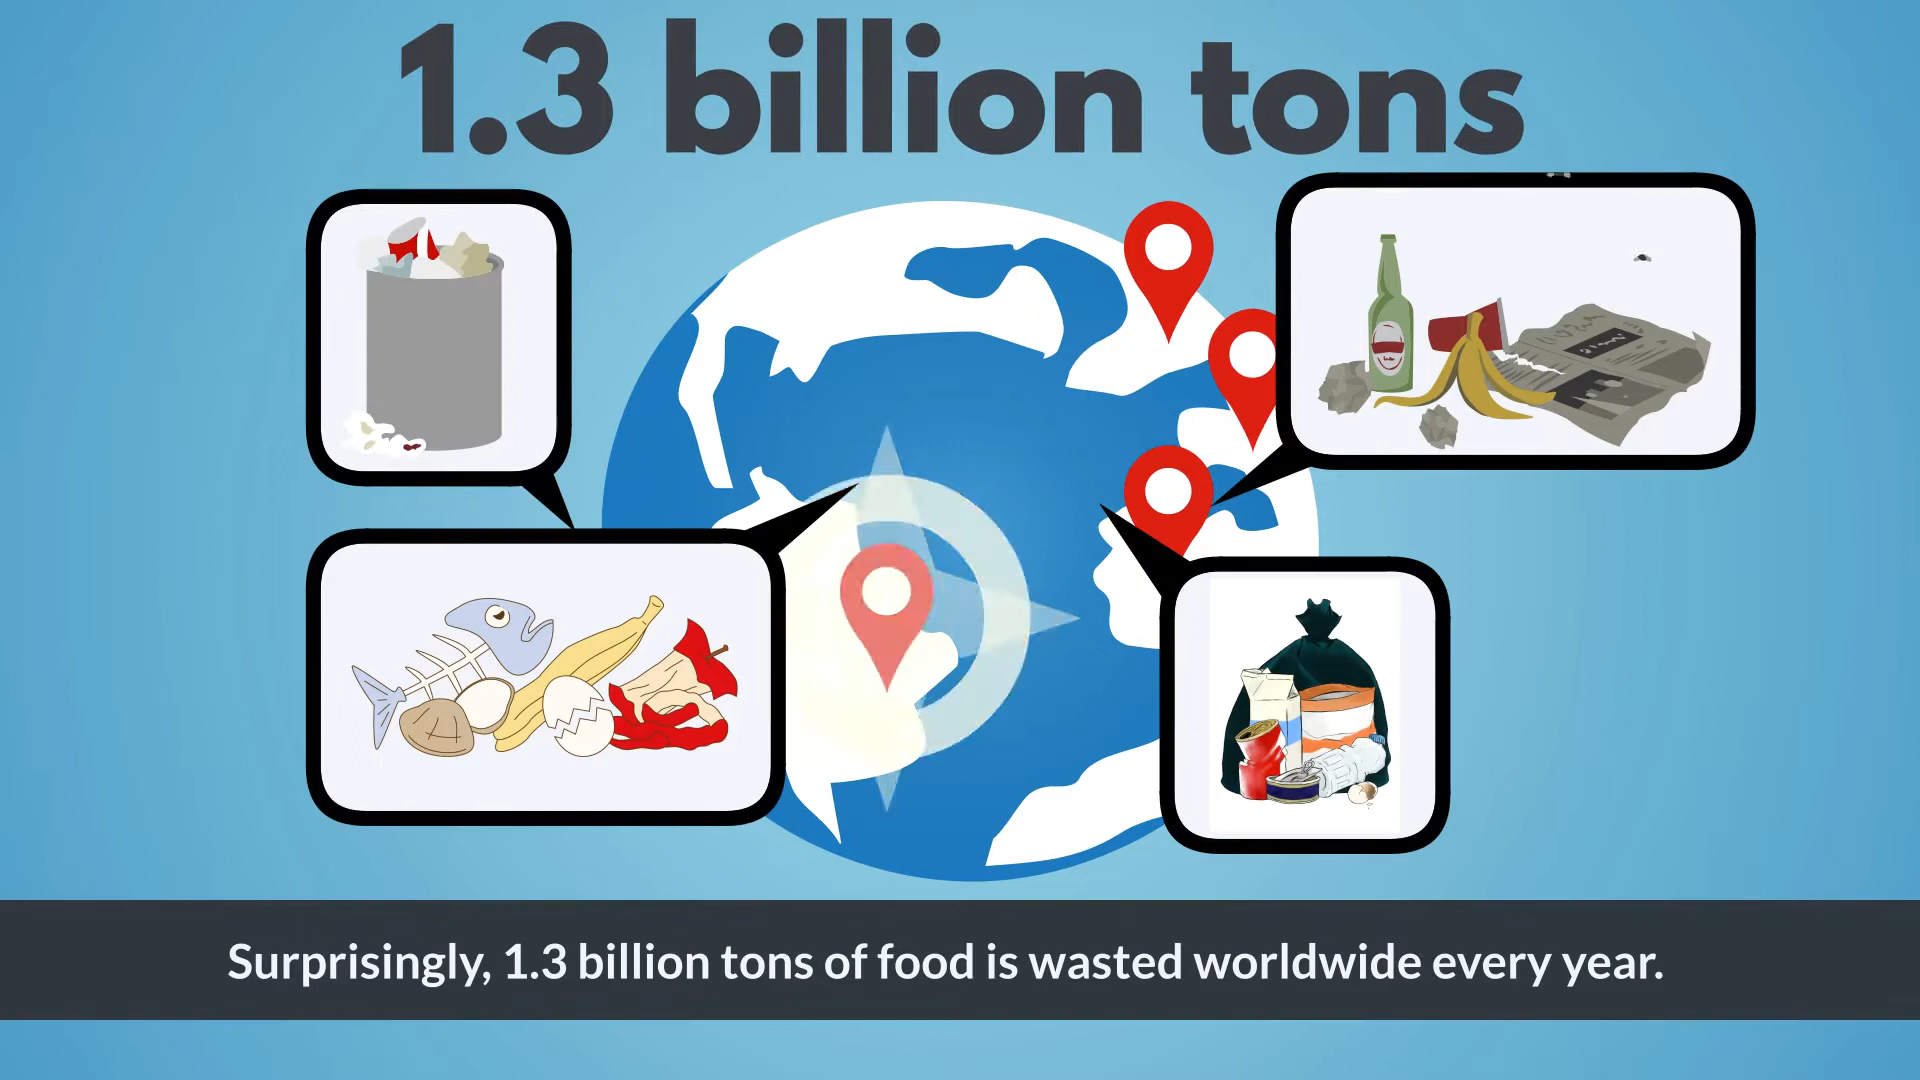 1.3 billion tons
Surprisingly, 1.3 billion tons of food is wasted worldwide every year.